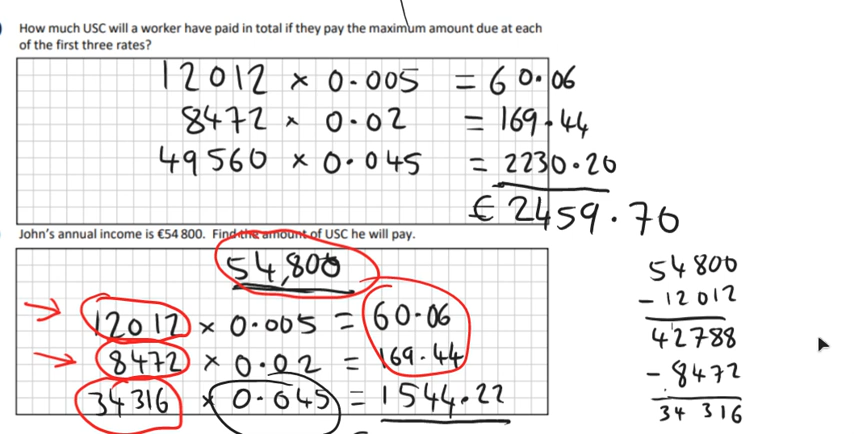 How much USC will a worker have paid in total if they pay the maximum amount due at each
of the first three rates?
12012 × 0.005 = 60.06
8472 × 0.02 = 169.44
49560 × 0.045 = 2230.20
€2459.70
John's annual income is €54 800. Find the amount of USC he will pay.
54,800
12012 × 0.005 = 60.06
8472 × 0.02 = 169.44
34316 × 0.045 = 1544.22
54800
- 12012
42788
- 8472
34 316